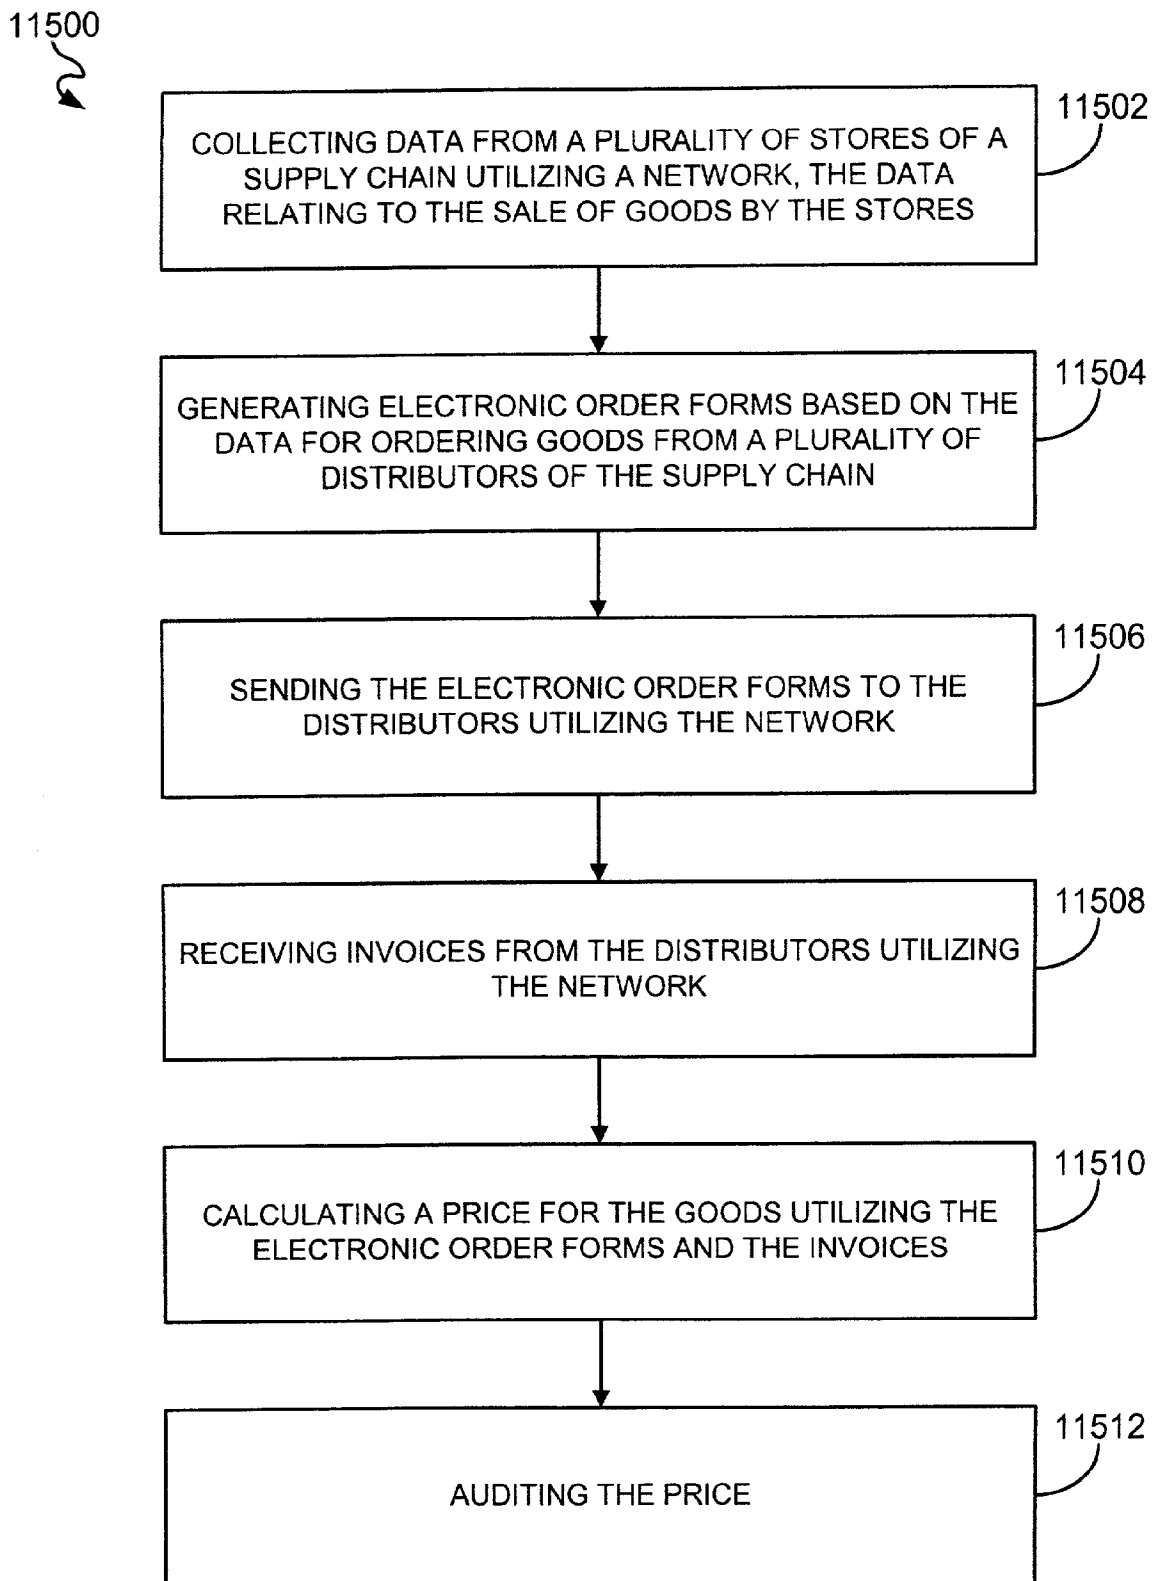 11500
11502
COLLECTING DATA FROM A PLURALITY OF STORES OF A
SUPPLY CHAIN UTILIZING A NETWORK, THE DATA
RELATING TO THE SALE OF GOODS BY THE STORES
11504
GENERATING ELECTRONIC ORDER FORMS BASED ON THE
DATA FOR ORDERING GOODS FROM A PLURALITY OF
DISTRIBUTORS OF THE SUPPLY CHAIN
11506
SENDING THE ELECTRONIC ORDER FORMS TO THE
DISTRIBUTORS UTILIZING THE NETWORK
11508
RECEIVING INVOICES FROM THE DISTRIBUTORS UTILIZING
THE NETWORK
11510
CALCULATING A PRICE FOR THE GOODS UTILIZING THE
ELECTRONIC ORDER FORMS AND THE INVOICES
11512
AUDITING THE PRICE